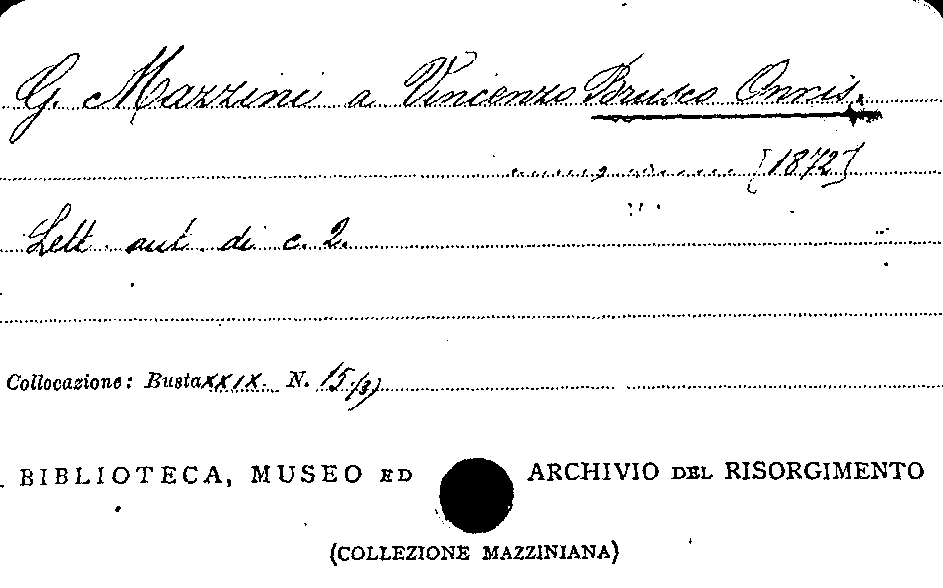 G. Mazzini a Vincenzo Brusco Onnis.
[1872]
Lett. aut. di c. 2.
Collocazione: Busta XXIX. N. 15/3)
BIBLIOTECA, MUSEO ED ARCHIVIO DEL RISORGIMENTO
(COLLEZIONE MAZZINIANA)